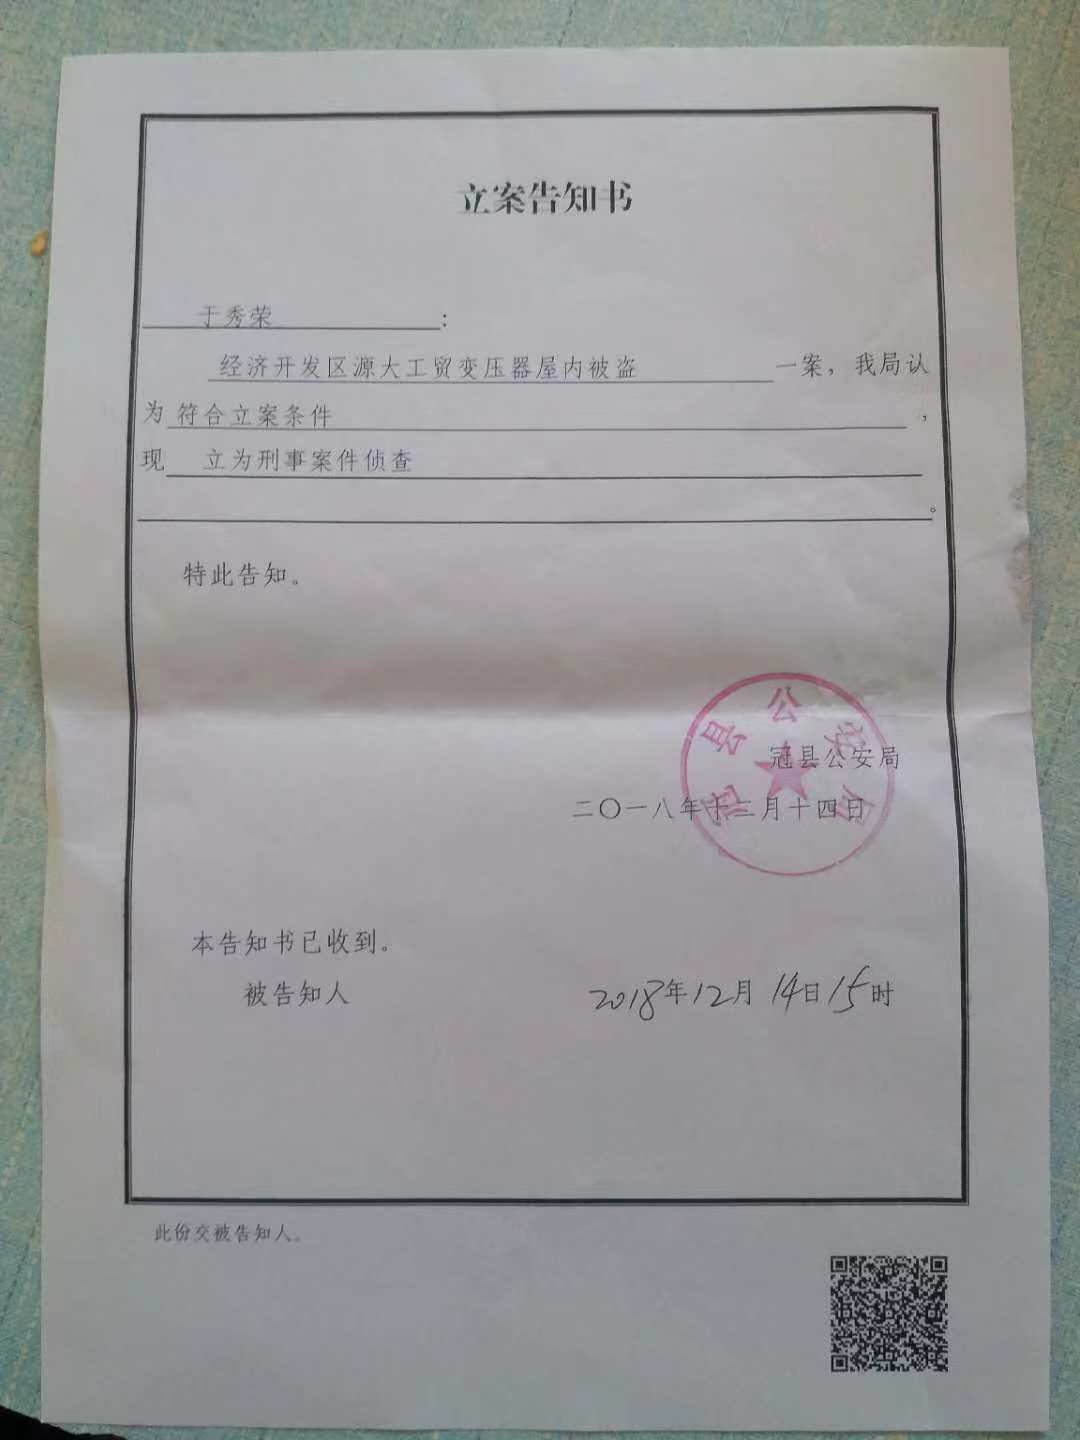 立案告知书
于秀荣：
经济开发区源大工贸变压器屋内被盗一案，我局认
为符合立案条件，
现 立为刑事案件侦查
。
特此告知。
冠县公安局
冠县公安局
二〇一八年十二月十四日
本告知书已收到。
被告知人 2018年12月14日15时
此份交被告知人。